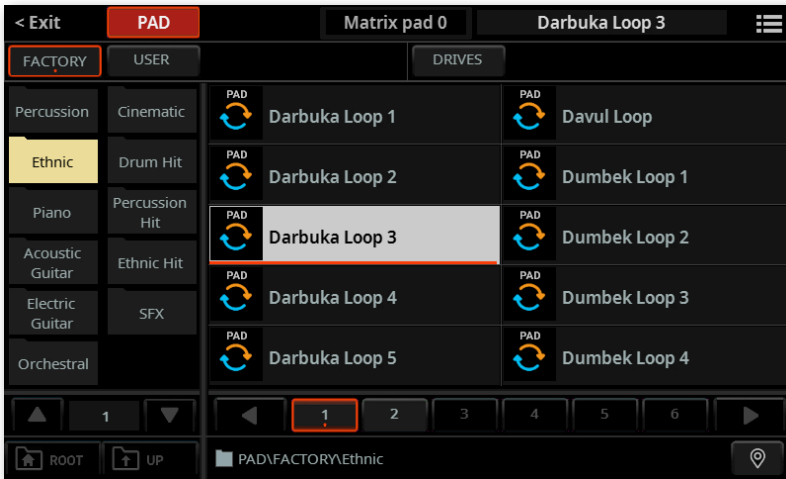 < Exit PAD Matrix pad 0 Darbuka Loop 3
FACTORY USER DRIVES
Percussion Cinematic
Ethnic Drum Hit
Piano Percussion Hit
Acoustic Guitar Ethnic Hit
Electric Guitar SFX
Orchestral
PAD Darbuka Loop 1 PAD Davul Loop
PAD Darbuka Loop 2 PAD Dumbek Loop 1
PAD Darbuka Loop 3 PAD Dumbek Loop 2
PAD Darbuka Loop 4 PAD Dumbek Loop 3
PAD Darbuka Loop 5 PAD Dumbek Loop 4
1 1 2 3 4 5 6
ROOT UP PAD\FACTORY\Ethnic